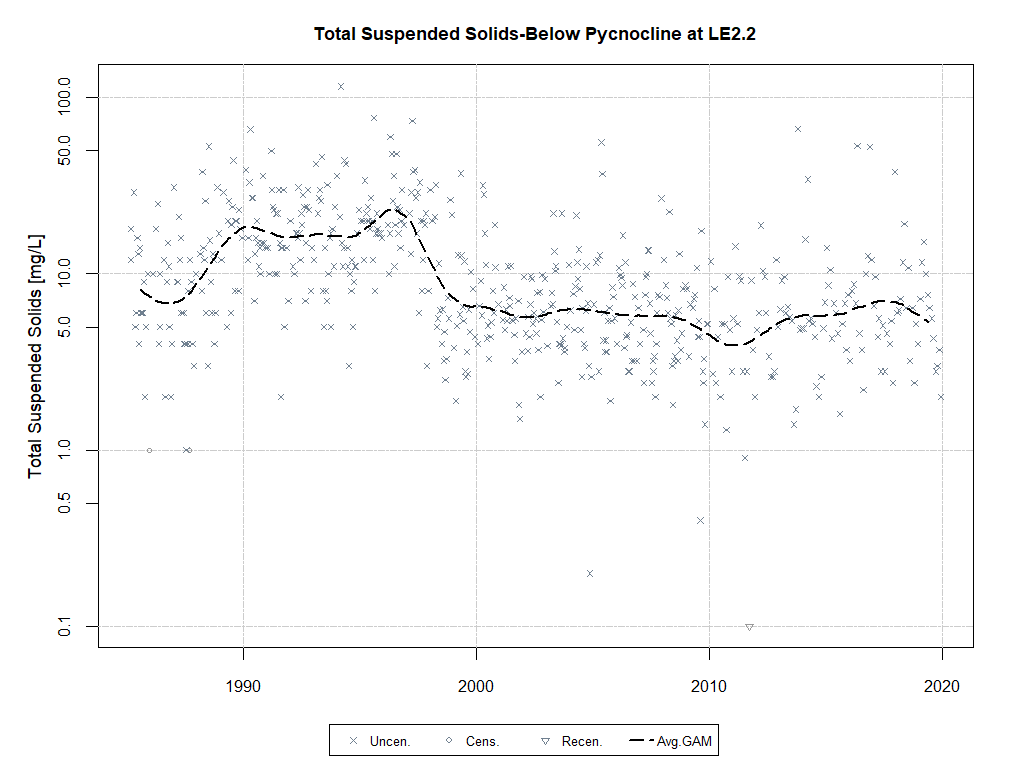 Total Suspended Solids-Below Pycnocline at LE2.2
Total Suspended Solids [mg/L]
100.0
50.0
10.0
5.0
1.0
0.5
0.1
1990 2000 2010 2020
Uncen. Cens. Recen. Avg.GAM